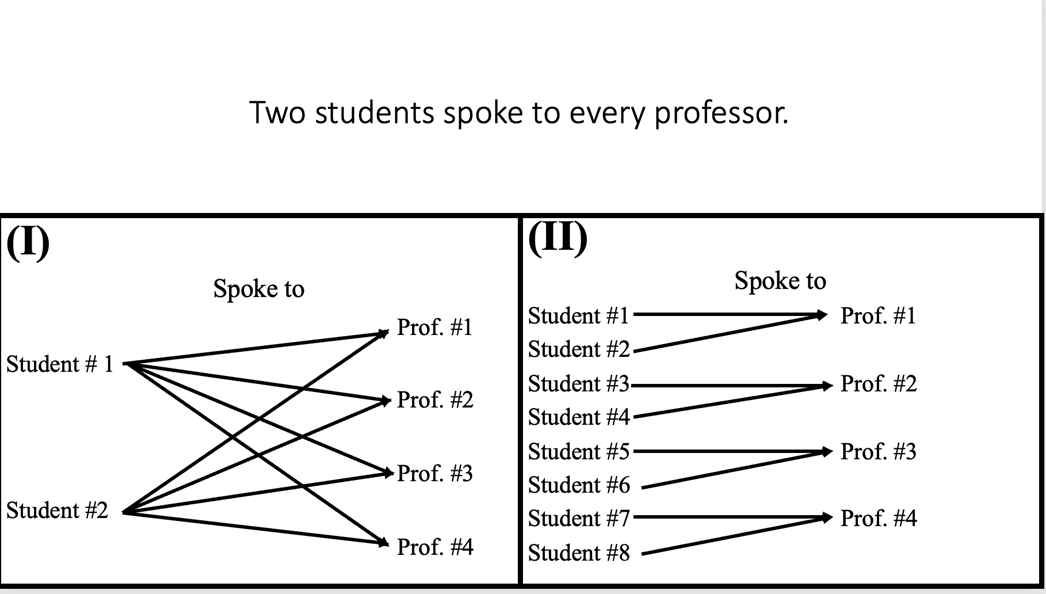 Two students spoke to every professor.
(I)
Spoke to
Student # 1
Student #2
Prof. #1
Prof. #2
Prof. #3
Prof. #4
(II)
Spoke to
Student #1
Student #2
Student #3
Student #4
Student #5
Student #6
Student #7
Student #8
Prof. #1
Prof. #2
Prof. #3
Prof. #4